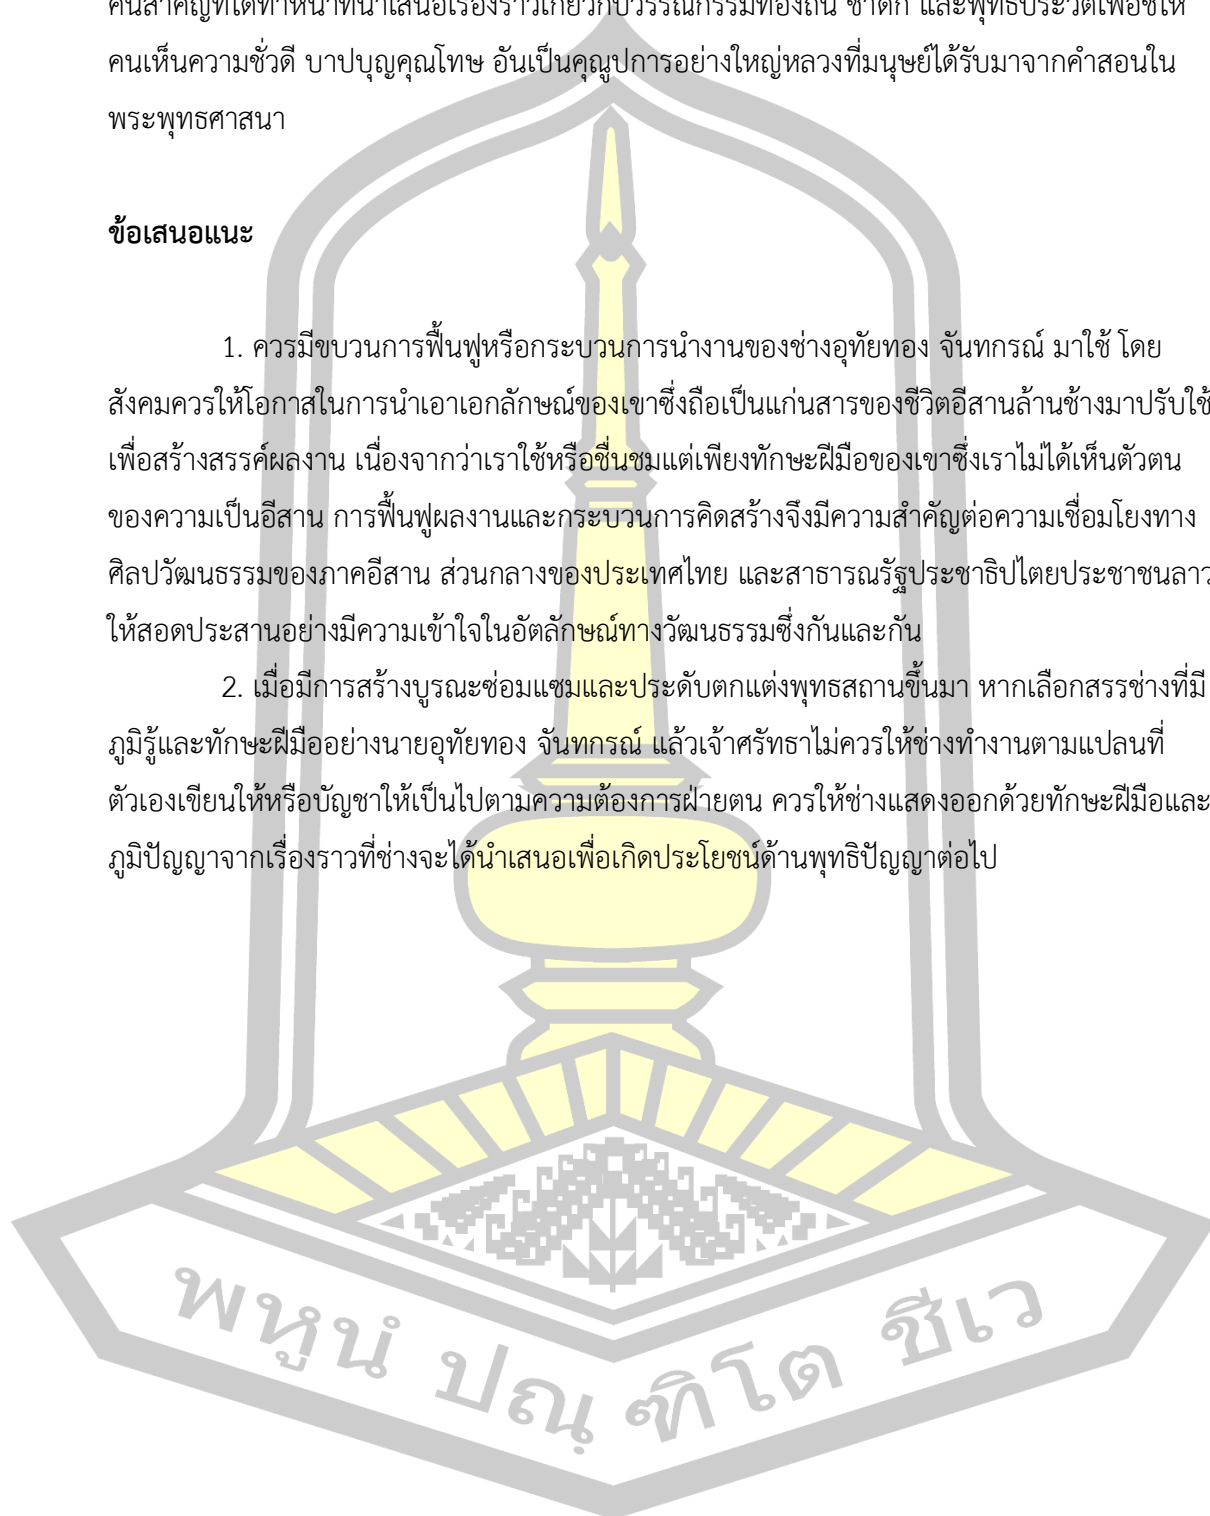 คนสำคัญที่ได้ทำหน้าที่นำเสนอเรื่องราวเกี่ยวกับวรรณกรรมท้องถิ่น ชาดก และพุทธประวัติเพื่อชี้ให้
คนเห็นความชั่วดี บาปบุญคุณโทษ อันเป็นคุณูปการอย่างใหญ่หลวงที่มนุษย์ได้รับมาจากคำสอนใน
พระพุทธศาสนา
ข้อเสนอแนะ
1. ควรมีขบวนการฟื้นฟูหรือกระบวนการนำงานของช่างอุทัยทอง จันทกรณ์ มาใช้ โดย
สังคมควรให้โอกาสในการนำเอาเอกลักษณ์ของเขาซึ่งถือเป็นแก่นสารของชีวิตอีสานล้านช้างมาปรับใช้
เพื่อสร้างสรรค์ผลงาน เนื่องจากว่าเราใช้หรือชื่นชมแต่เพียงทักษะฝีมือของเขาซึ่งเราไม่ได้เห็นตัวตน
ของความเป็นอีสาน การฟื้นฟูผลงานและกระบวนการคิดสร้างจึงมีความสำคัญต่อความเชื่อมโยงทาง
ศิลปวัฒนธรรมของภาคอีสาน ส่วนกลางของประเทศไทย และสาธารณรัฐประชาธิปไตยประชาชนลาว
ให้สอดประสานอย่างมีความเข้าใจในอัตลักษณ์ทางวัฒนธรรมซึ่งกันและกัน
2. เมื่อมีการสร้างบูรณะซ่อมแซมและประดับตกแต่งพุทธสถานขึ้นมา หากเลือกสรรช่างที่มี
ภูมิรู้และทักษะฝีมืออย่างนายอุทัยทอง จันทกรณ์ แล้วเจ้าศรัทธาไม่ควรให้ช่างทำงานตามแปลนที่
ตัวเองเขียนให้หรือบัญชาให้เป็นไปตามความต้องการฝ่ายตน ควรให้ช่างแสดงออกด้วยทักษะฝีมือและ
ภูมิปัญญาจากเรื่องราวที่ช่างจะได้นำเสนอเพื่อเกิดประโยชน์ด้านพุทธิปัญญาต่อไป
พหูนํ ปณฺ ฑิโต ชีเว